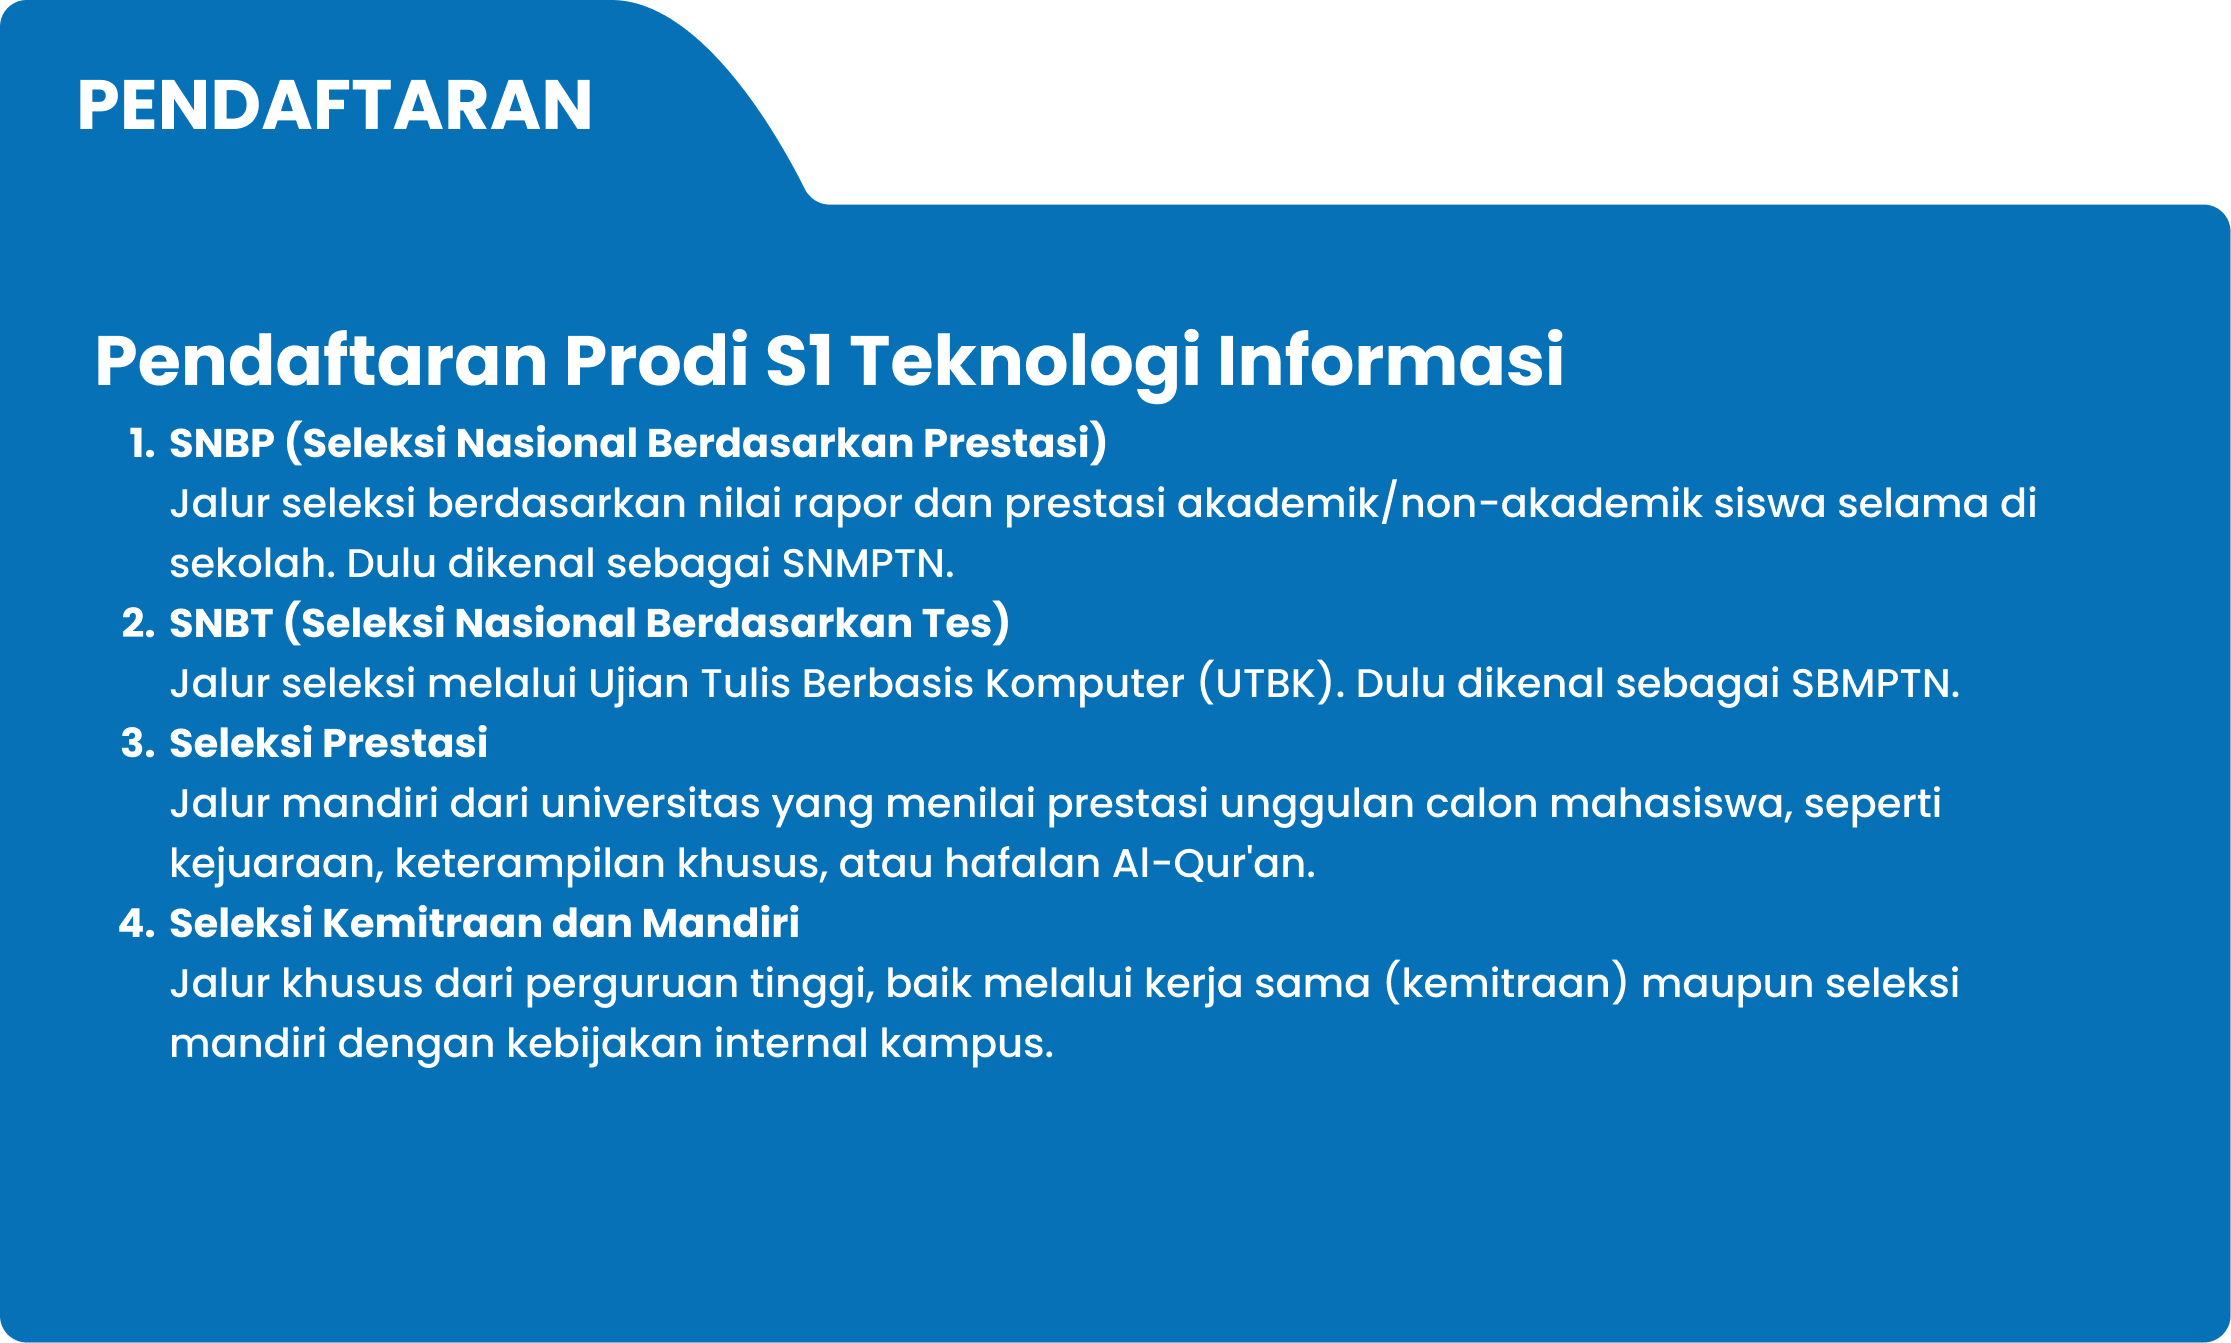 PENDAFTARAN
Pendaftaran Prodi S1 Teknologi Informasi
1. SNBP (Seleksi Nasional Berdasarkan Prestasi)
Jalur seleksi berdasarkan nilai rapor dan prestasi akademik/non-akademik siswa selama di
sekolah. Dulu dikenal sebagai SNMPTN.
2. SNBT (Seleksi Nasional Berdasarkan Tes)
Jalur seleksi melalui Ujian Tulis Berbasis Komputer (UTBK). Dulu dikenal sebagai SBMPTN.
3. Seleksi Prestasi
Jalur mandiri dari universitas yang menilai prestasi unggulan calon mahasiswa, seperti
kejuaraan, keterampilan khusus, atau hafalan Al-Qur'an.
4. Seleksi Kemitraan dan Mandiri
Jalur khusus dari perguruan tinggi, baik melalui kerja sama (kemitraan) maupun seleksi
mandiri dengan kebijakan internal kampus.